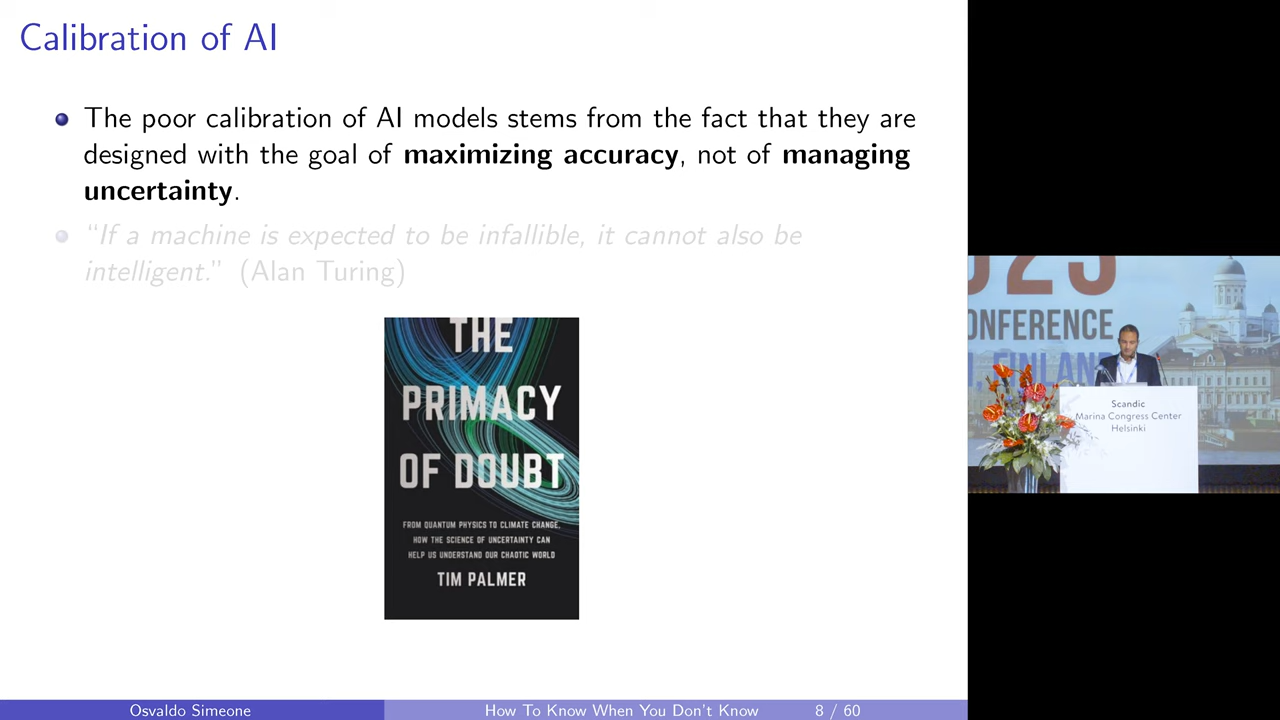 Calibration of AI
The poor calibration of AI models stems from the fact that they are
designed with the goal of maximizing accuracy, not of managing
uncertainty.
“If a machine is expected to be infallible, it cannot also be
intelligent.” (Alan Turing)
THE
PRIMACY
OF DOUBT
FROM QUANTUM PHYSICS TO CLIMATE CHANGE,
HOW THE SCIENCE OF UNCERTAINTY CAN
HELP US UNDERSTAND OUR CHAOTIC WORLD
TIM PALMER
Scandic
Marina Congress Center
Helsinki
Osvaldo Simeone
How To Know When You Don't Know
8 / 60